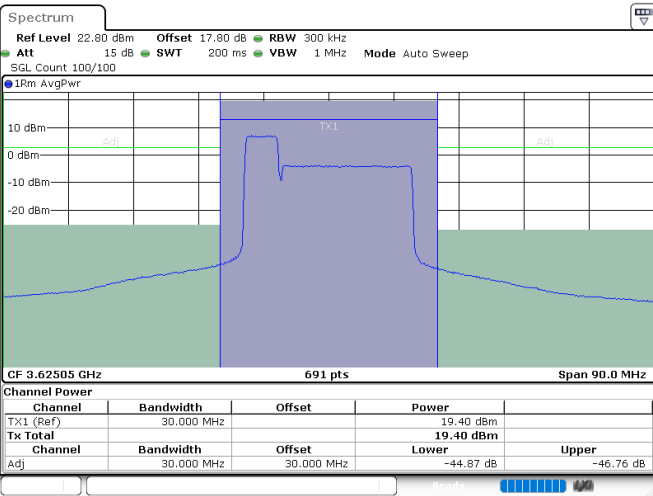 Spectrum
Ref Level 22.80 dBm Offset 17.80 dB RBW 300 kHz
Att 15 dB SWT 200 ms VBW 1 MHz Mode Auto Sweep
SGL Count 100/100
1Rm AvgPwr
10 dBm
TX1
Adj Adj
0 dBm
-10 dBm
-20 dBm
CF 3.62505 GHz 691 pts Span 90.0 MHz
Channel Power
Channel Bandwidth Offset Power
TX1 (Ref) 30.000 MHz 19.40 dBm
Tx Total 19.40 dBm
Channel Bandwidth Offset Lower Upper
Adj 30.000 MHz 30.000 MHz -44.87 dB -46.76 dB
Ready